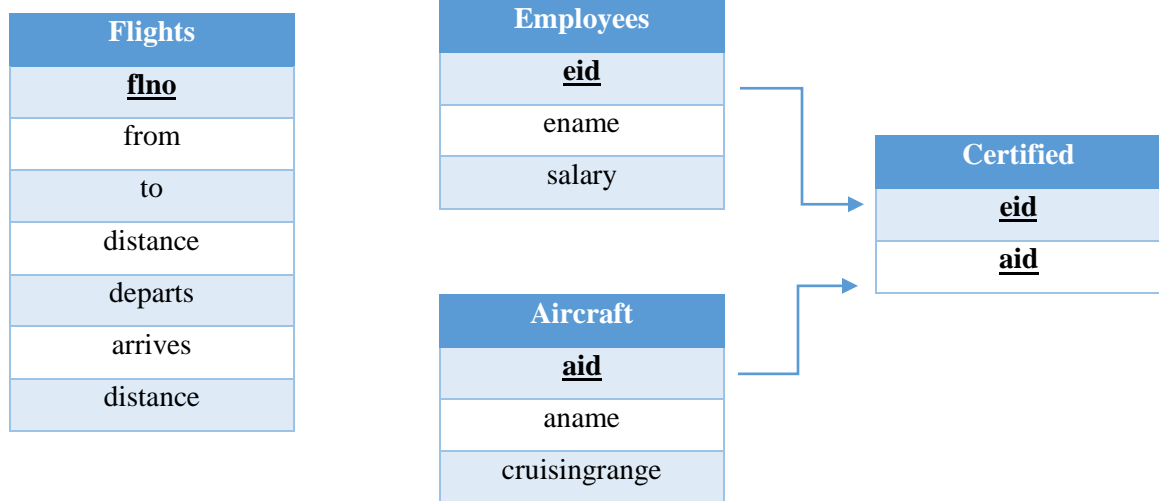 Flights
flno
from
to
distance
departs
arrives
distance
Employees
eid
ename
salary
Aircraft
aid
aname
cruisingrange
Certified
eid
aid